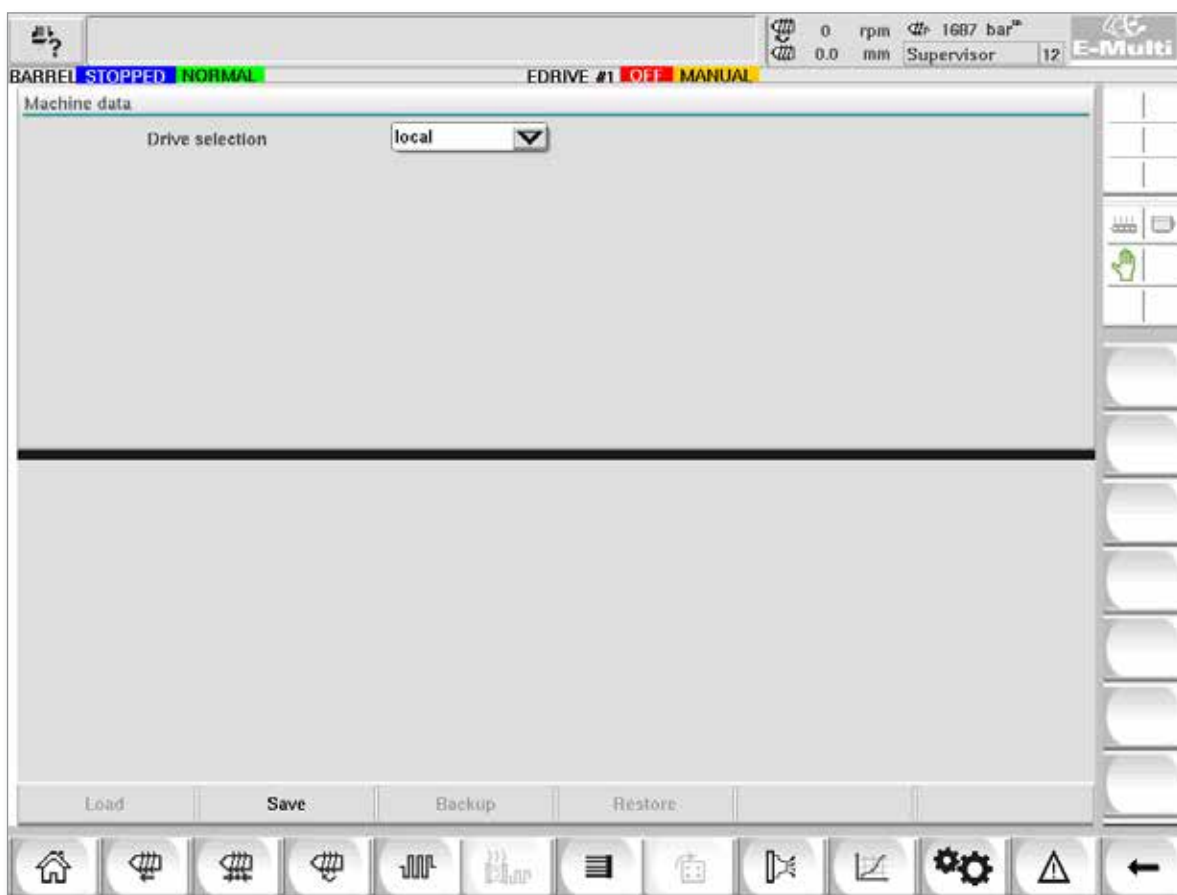 ?
0 rpm 1687 bar
E-Multi
0.0 mm Supervisor 12
BARREL STOPPED NORMAL EDRIVE #1 OFF MANUAL
Machine data
Drive selection local
Load Save Backup Restore